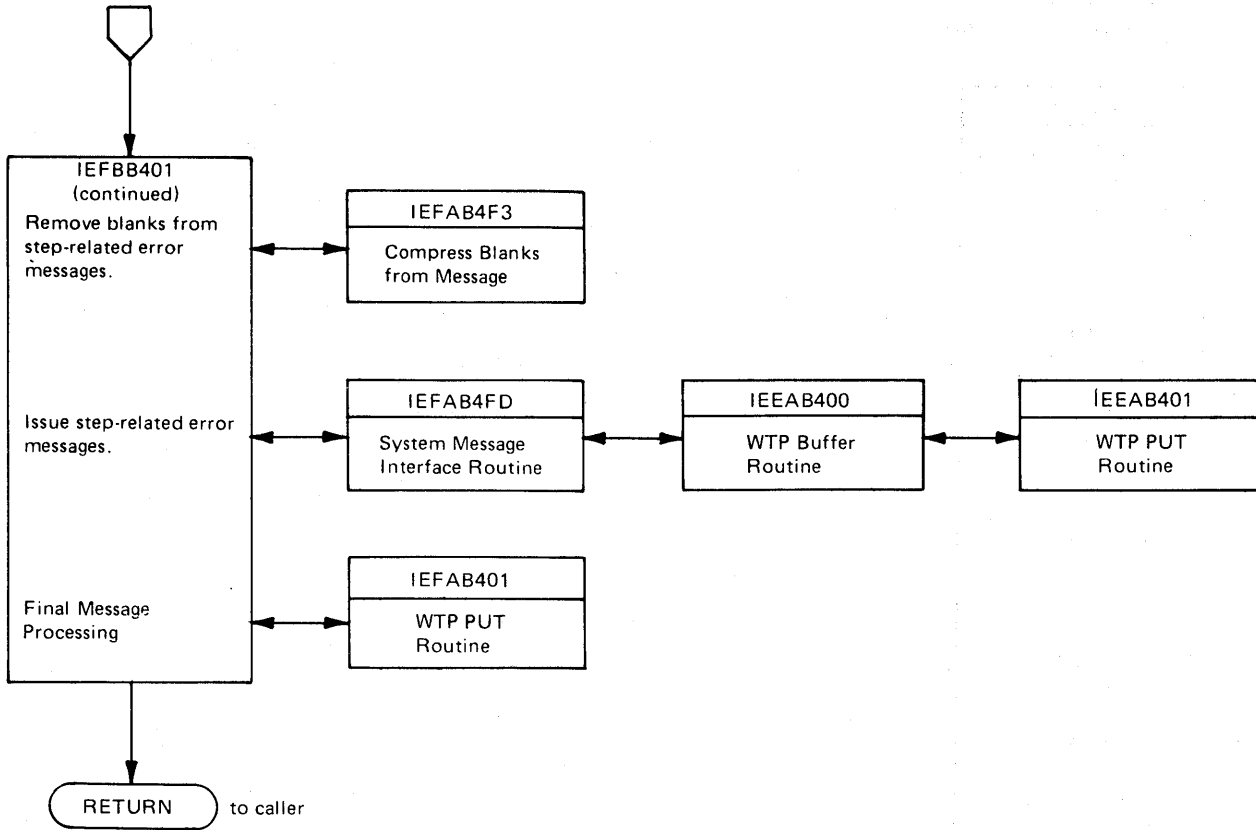 IEFBB401
(continued)
Remove blanks from
step-related error
messages.
IEFAB4F3
Compress Blanks
from Message
Issue step-related error
messages.
IEFAB4FD
System Message
Interface Routine
IEEAB400
WTP Buffer
Routine
IEEAB401
WTP PUT
Routine
Final Message
Processing
IEFAB401
WTP PUT
Routine
RETURN
to caller